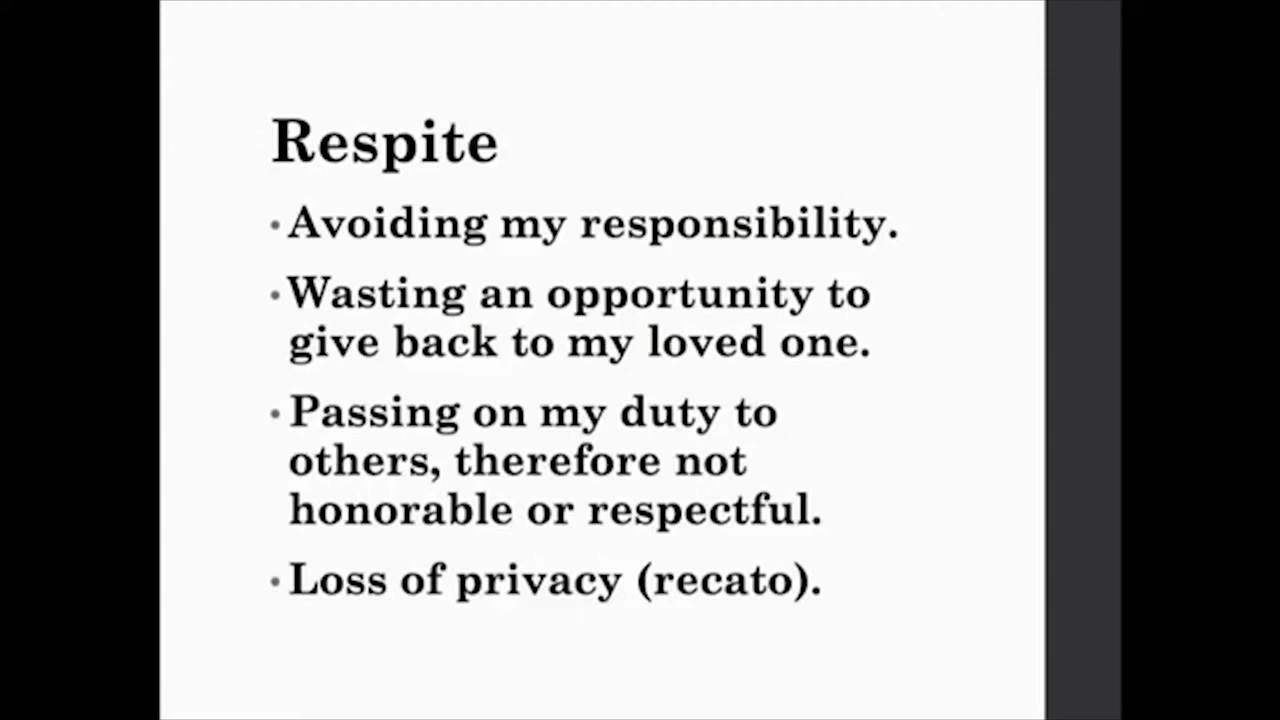 Respite
• Avoiding my responsibility.
• Wasting an opportunity to
give back to my loved one.
• Passing on my duty to
others, therefore not
honorable or respectful.
• Loss of privacy (recato).